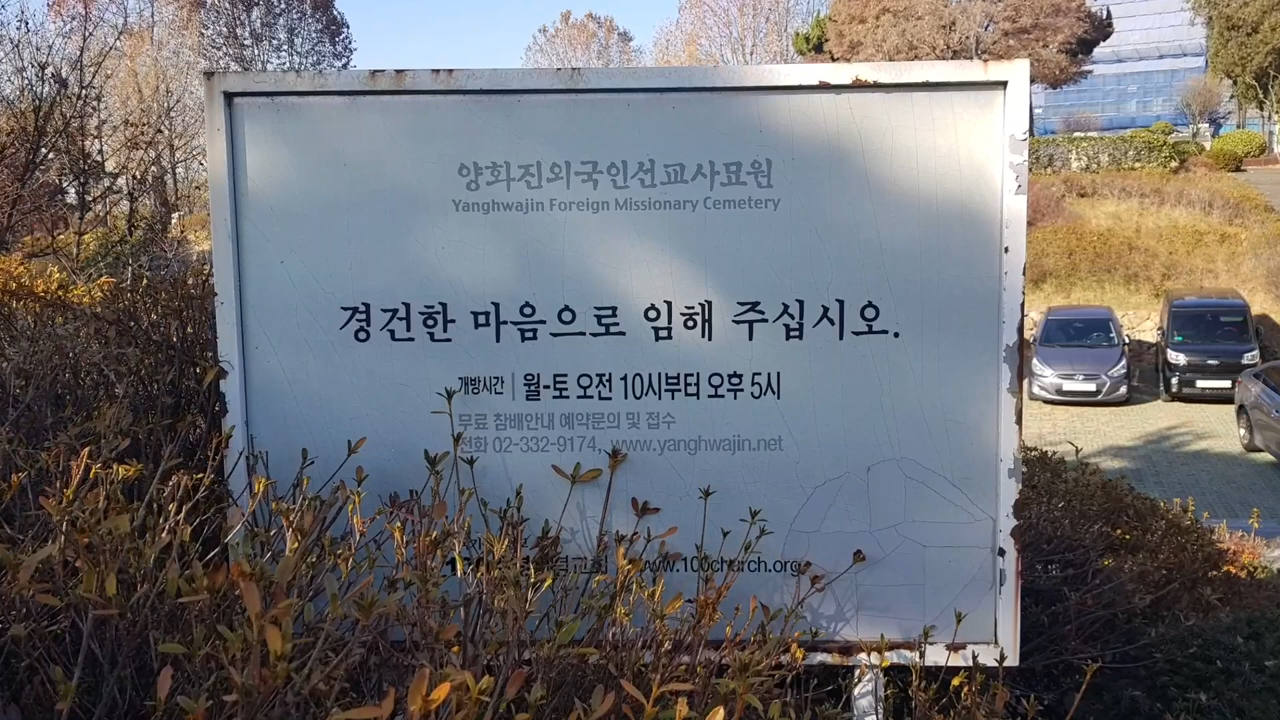 양화진외국인선교사묘원
Yanghwajin Foreign Missionary Cemetery
경건한 마음으로 임해 주십시오.
개방시간 | 월-토 오전 10시부터 오후 5시
무료 참배안내 예약문의 및 접수
전화 02-332-9174, www.yanghwajin.net
www.100church.org